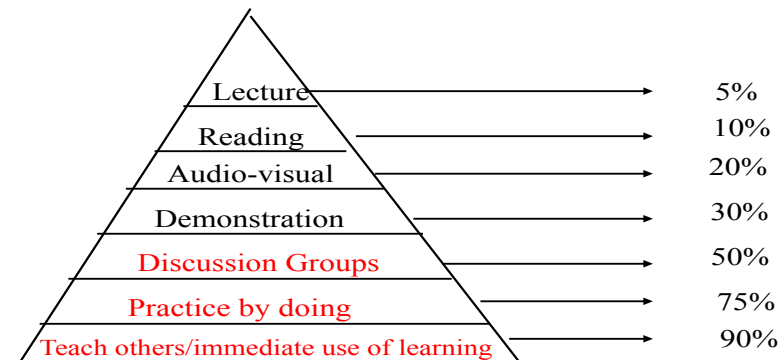 Lecture 5%
Reading 10%
Audio-visual 20%
Demonstration 30%
Discussion Groups 50%
Practice by doing 75%
Teach others/immediate use of learning 90%